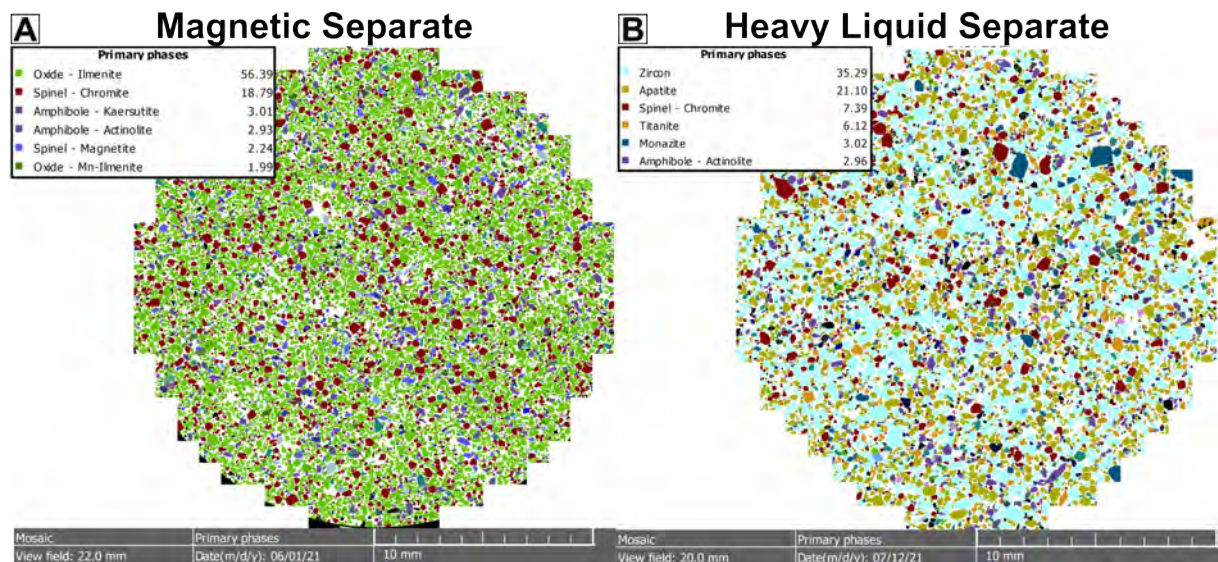 A Magnetic Separate
Primary phases
Oxide - Ilmenite 56.39
Spinel - Chromite 18.79
Amphibole - Kaersutite 3.01
Amphibole - Actinolite 2.93
Spinel - Magnetite 2.24
Oxide - Mn-Ilmenite 1.99
Mosaic Primary phases
View field: 22.0 mm Date(m/d/y): 06/01/21 10 mm
B Heavy Liquid Separate
Primary phases
Zircon 35.29
Apatite 21.10
Spinel - Chromite 7.39
Titanite 6.12
Monazite 3.02
Amphibole - Actinolite 2.96
Mosaic Primary phases
View field: 20.0 mm Date(m/d/y): 07/12/21 10 mm